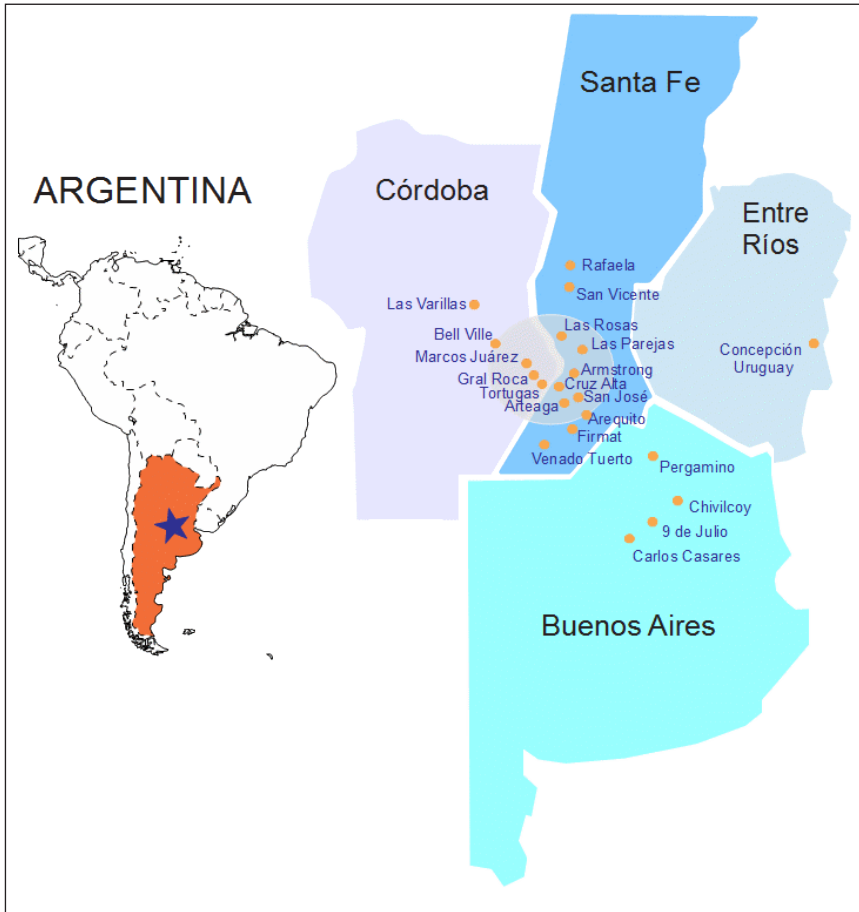 ARGENTINA
Santa Fe
Córdoba
Entre
Ríos
Rafaela
San Vicente
Las Varillas
Las Rosas
Bell Ville
Las Parejas
Marcos Juárez
Concepción
Uruguay
Armstrong
Gral Roca
Cruz Alta
Tortugas
San José
Arteaga
Arequito
Firmat
Venado Tuerto
Pergamino
Chivilcoy
9 de Julio
Carlos Casares
Buenos Aires